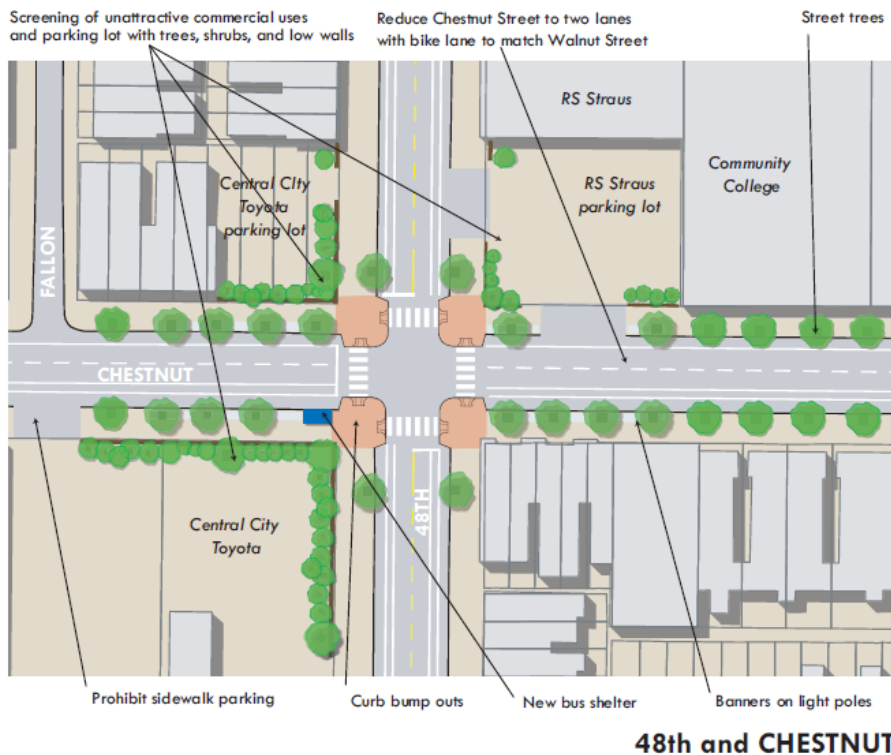 Screening of unattractive commercial uses
and parking lot with trees, shrubs, and low walls
Reduce Chestnut Street to two lanes
with bike lane to match Walnut Street
Street trees
RS Straus
Central CIty
Toyota
parking lot
RS Straus
parking lot
Community
College
FALLON
CHESTNUT
48TH
Central City
Toyota
Prohibit sidewalk parking
Curb bump outs
New bus shelter
Banners on light poles
48th and CHESTNUT